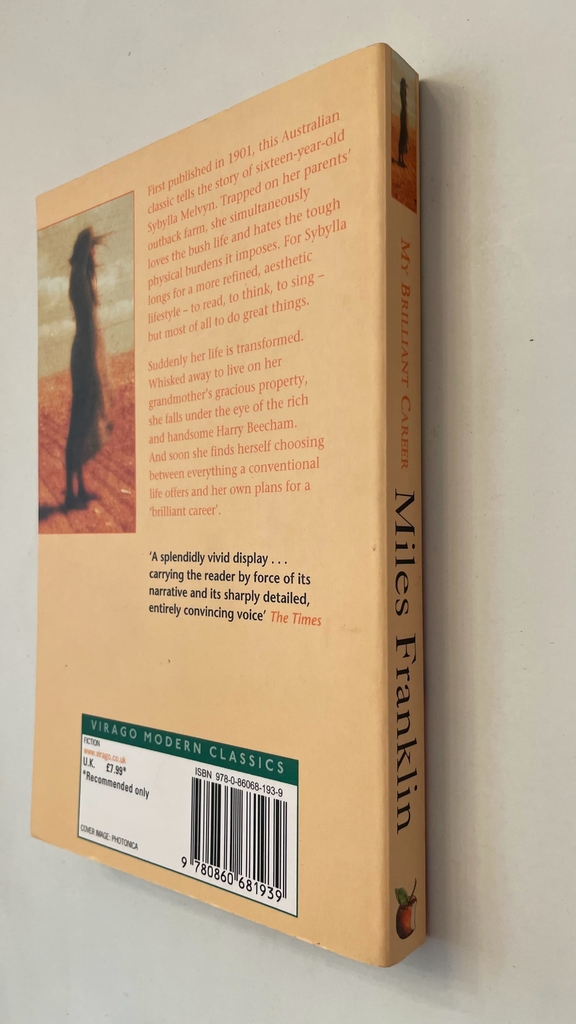 First published in 1901, this Australian
classic tells the story of sixteen-year-old
Sybylla Melvyn. Trapped on her parents'
outback farm, she simultaneously
loves the bush life and hates the tough
physical burdens it imposes. For Sybylla
longs for a more refined, aesthetic
lifestyle – to read, to think, to sing –
but most of all to do great things.
Suddenly her life is transformed.
Whisked away to live on her
grandmother's gracious property,
she falls under the eye of the rich
and handsome Harry Beecham.
And soon she finds herself choosing
between everything a conventional
life offers and her own plans for a
'brilliant career'.
'A splendidly vivid display . . .
carrying the reader by force of its
narrative and its sharply detailed,
entirely convincing voice' The Times
VIRAGO MODERN CLASSICS
FICTION
www.virago.co.uk
U.K. £7.99*
*Recommended only
COVER IMAGE: PHOTONICA
ISBN 978-0-86068-193-9
9 780860 681939
MY BRILLIANT CAREER
Miles Franklin